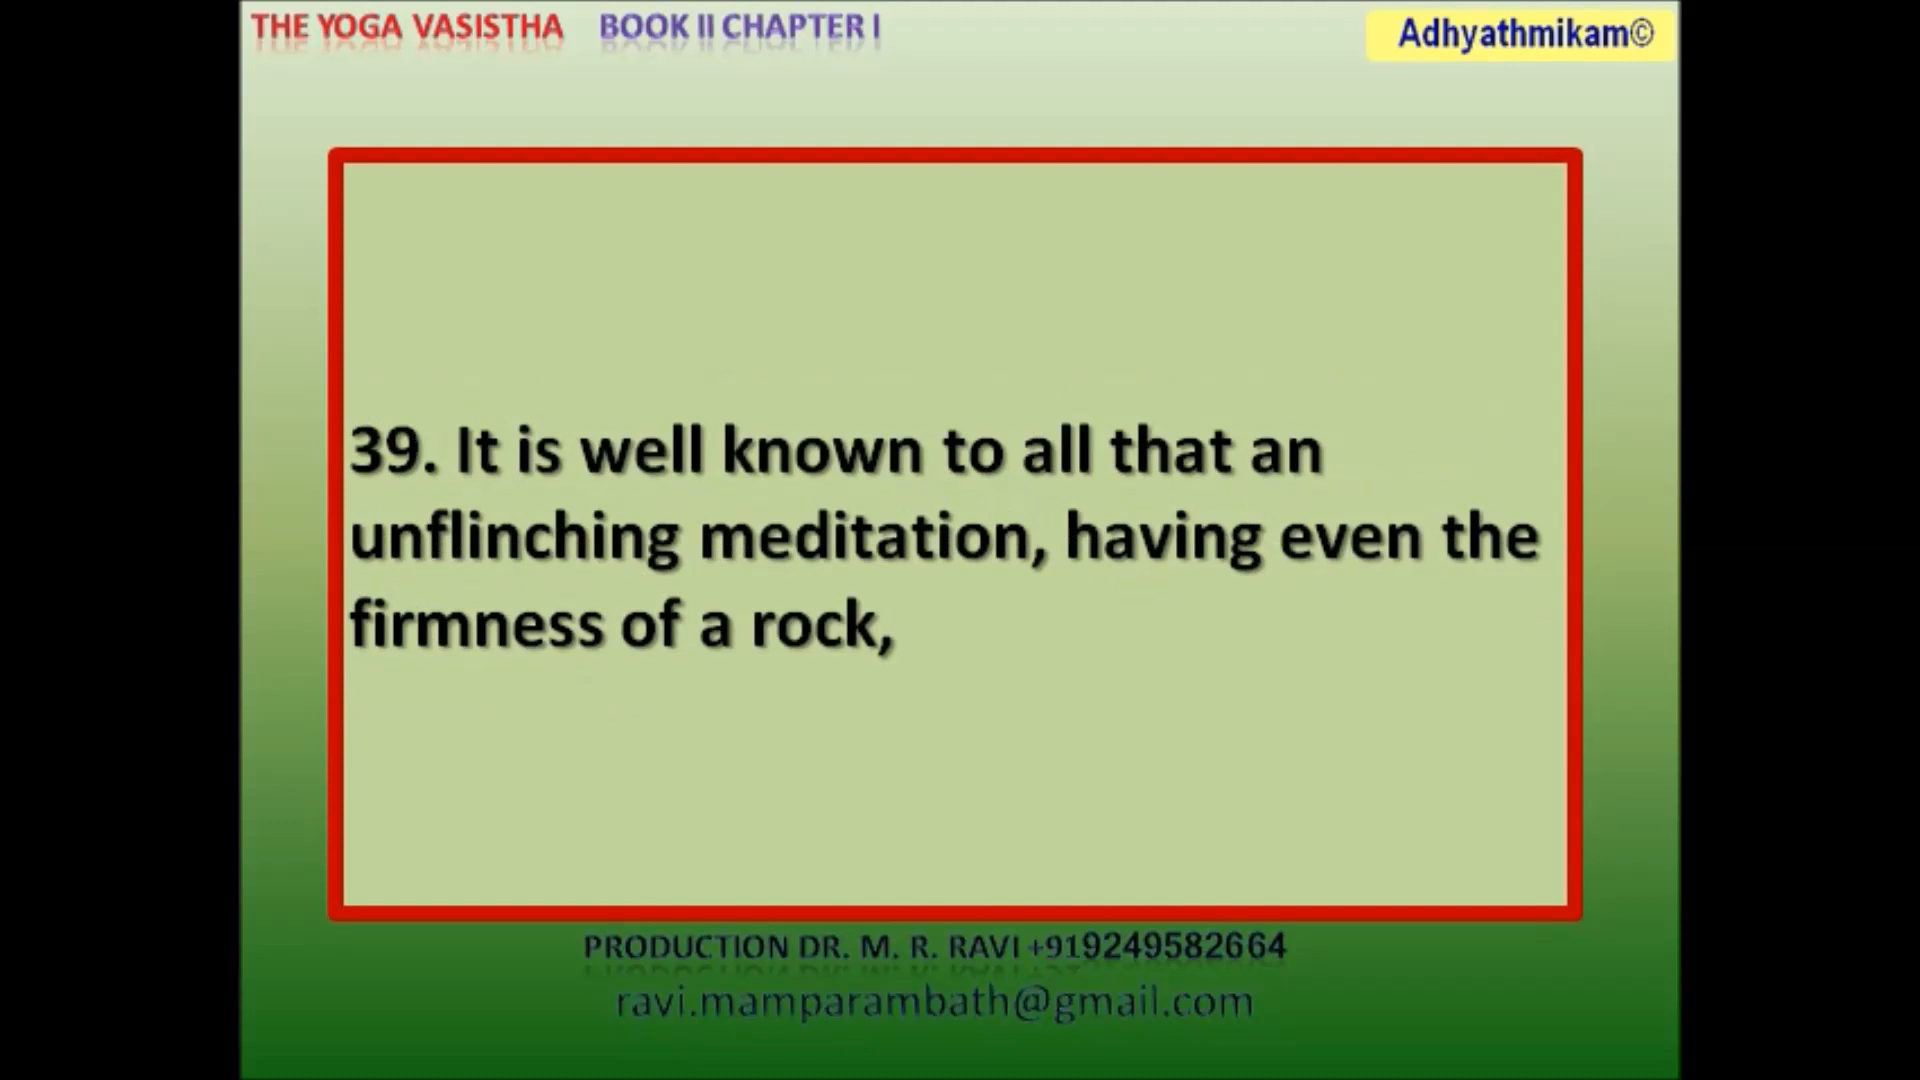 THE YOGA VASISTHA BOOK II CHAPTER I
Adhyathmikam©
39. It is well known to all that an
unflinching meditation, having even the
firmness of a rock,
PRODUCTION DR. M. R. RAVI +919249582664
ravi.mamparambath@gmail.com